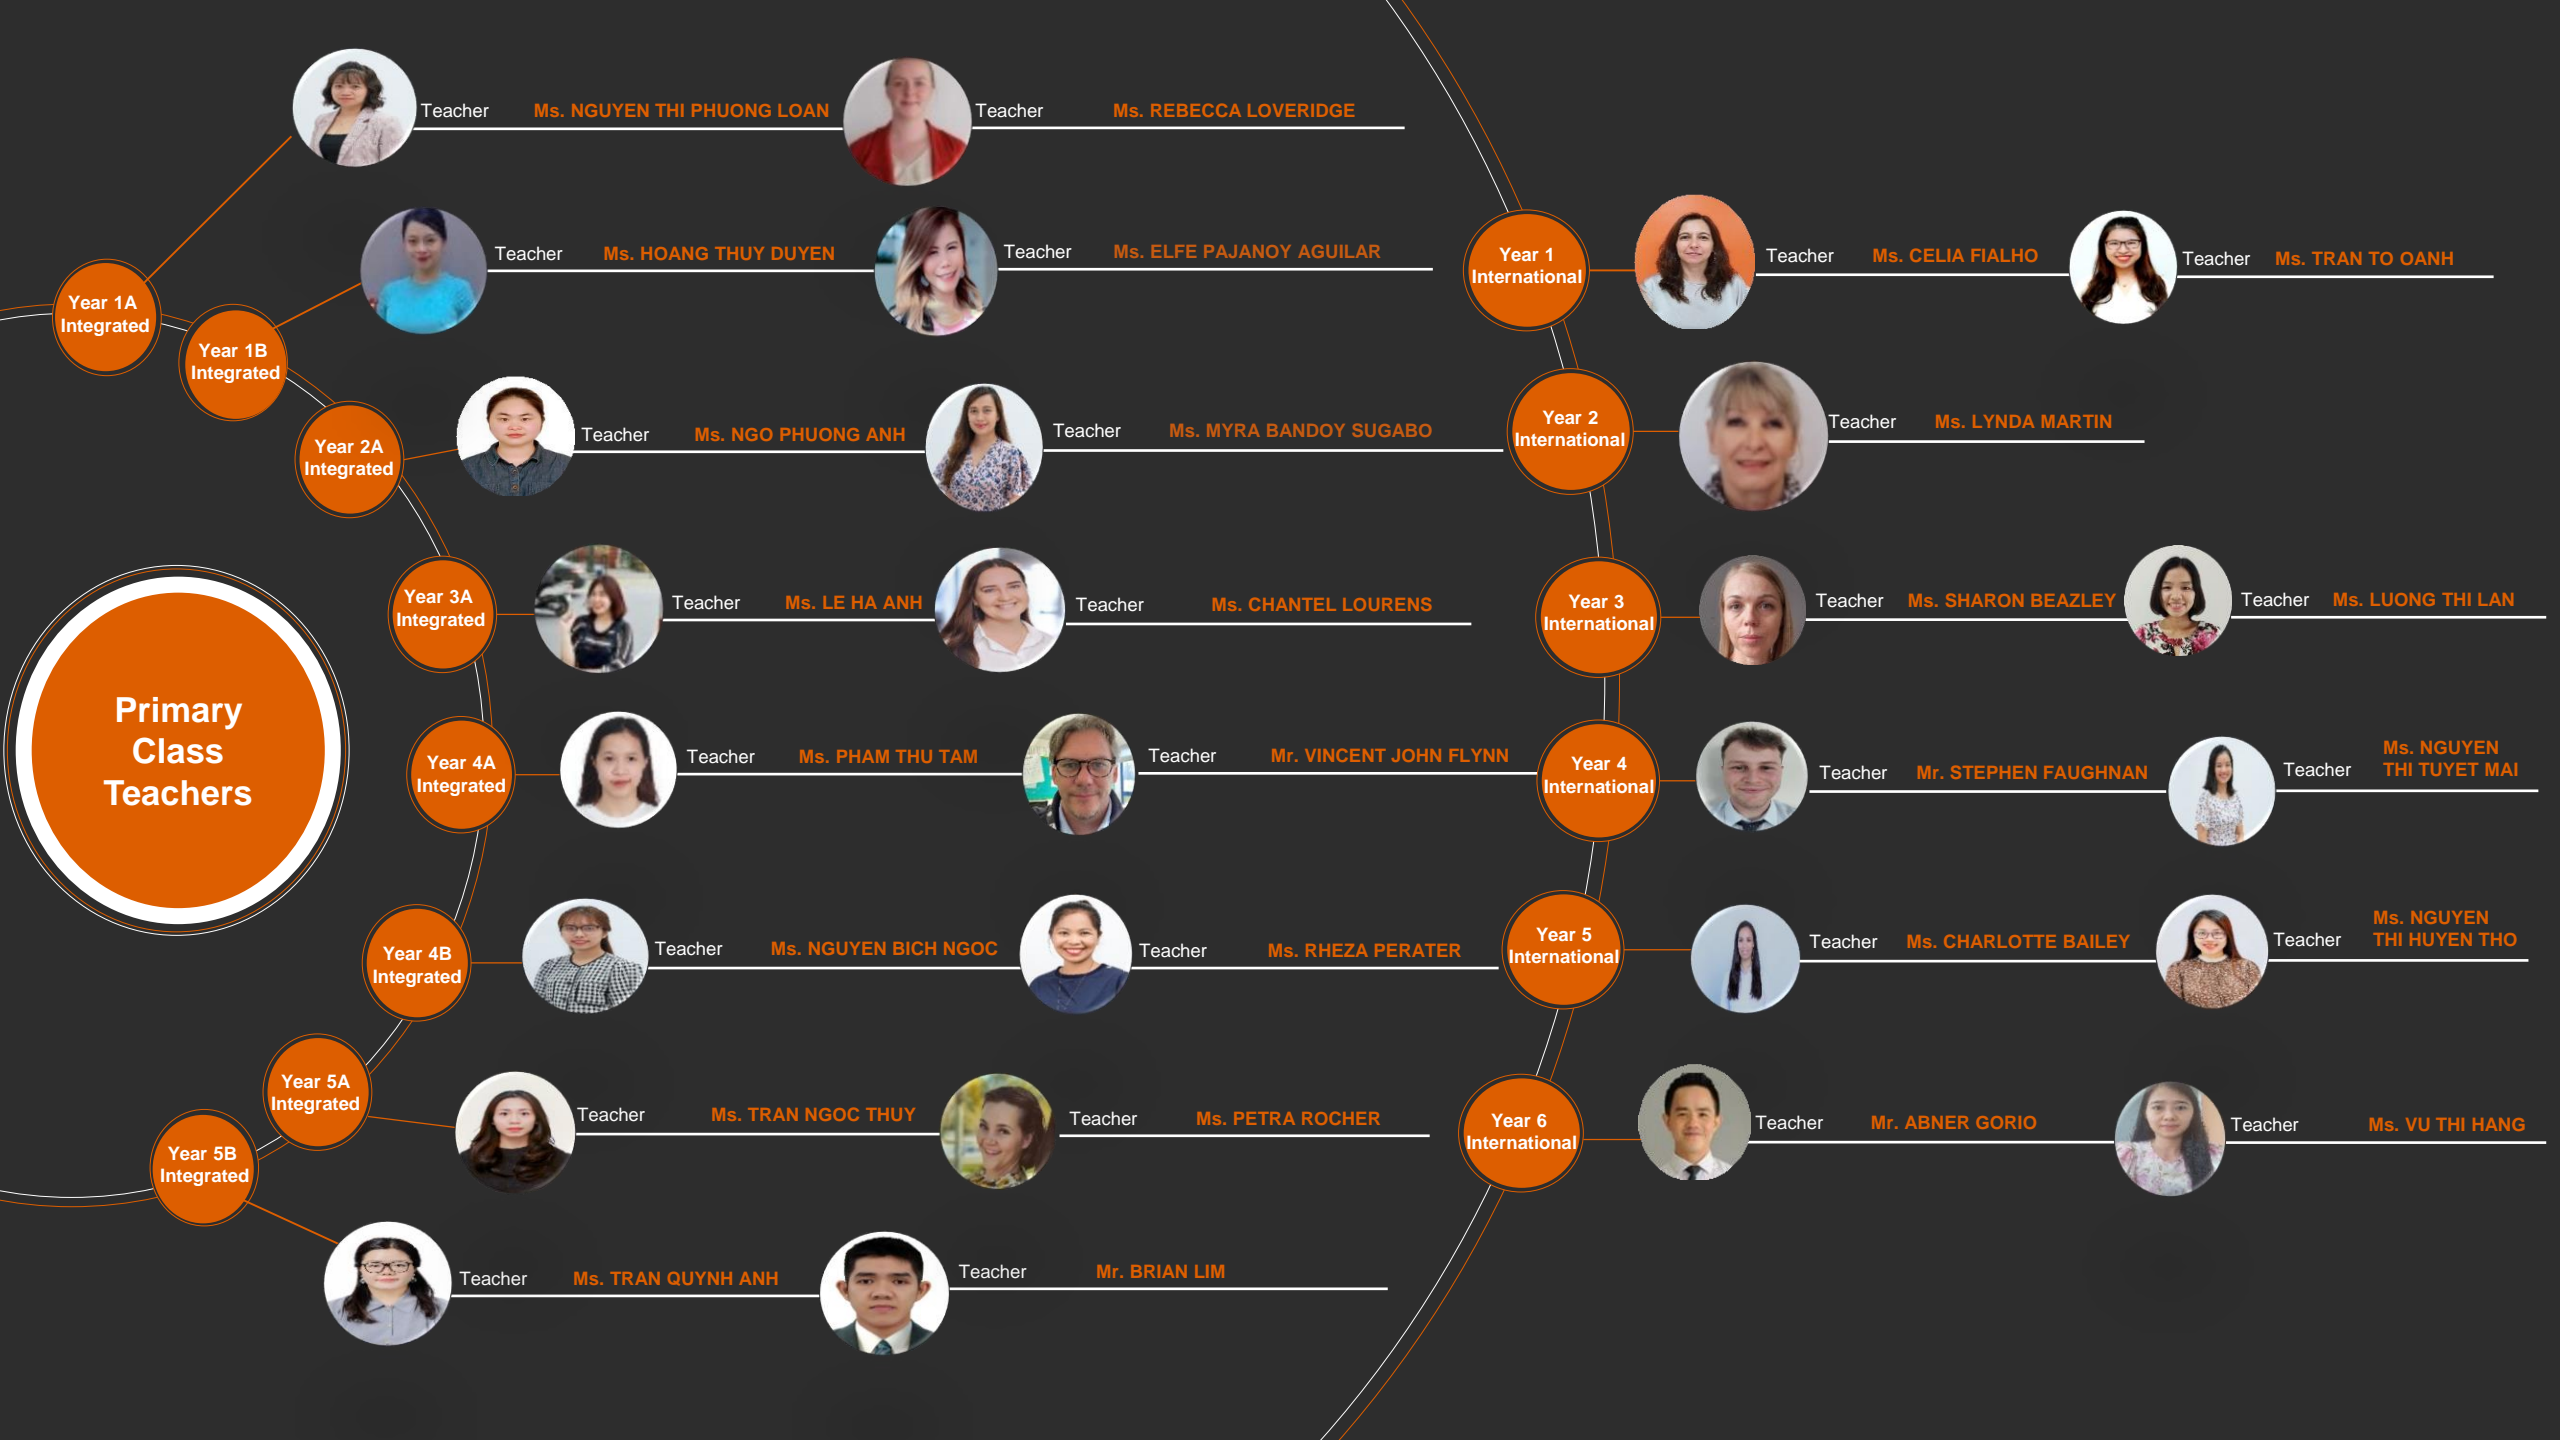 Primary
Class
Teachers
Year 1A
Integrated
Teacher Ms. NGUYEN THI PHUONG LOAN
Teacher Ms. REBECCA LOVERIDGE
Year 1B
Integrated
Teacher Ms. HOANG THUY DUYEN
Teacher Ms. ELFE PAJANOY AGUILAR
Year 2A
Integrated
Teacher Ms. NGO PHUONG ANH
Teacher Ms. MYRA BANDOY SUGABO
Year 3A
Integrated
Teacher Ms. LE HA ANH
Teacher Ms. CHANTEL LOURENS
Year 4A
Integrated
Teacher Ms. PHAM THU TAM
Teacher Mr. VINCENT JOHN FLYNN
Year 4B
Integrated
Teacher Ms. NGUYEN BICH NGOC
Teacher Ms. RHEZA PERATER
Year 5A
Integrated
Teacher Ms. TRAN NGOC THUY
Teacher Ms. PETRA ROCHER
Year 5B
Integrated
Teacher Ms. TRAN QUYNH ANH
Teacher Mr. BRIAN LIM
Year 1
International
Teacher Ms. CELIA FIALHO
Teacher Ms. TRAN TO OANH
Year 2
International
Teacher Ms. LYNDA MARTIN
Year 3
International
Teacher Ms. SHARON BEAZLEY
Teacher Ms. LUONG THI LAN
Year 4
International
Teacher Mr. STEPHEN FAUGHNAN
Teacher Ms. NGUYEN
THI TUYET MAI
Year 5
International
Teacher Ms. CHARLOTTE BAILEY
Teacher Ms. NGUYEN
THI HUYEN THO
Year 6
International
Teacher Mr. ABNER GORIO
Teacher Ms. VU THI HANG